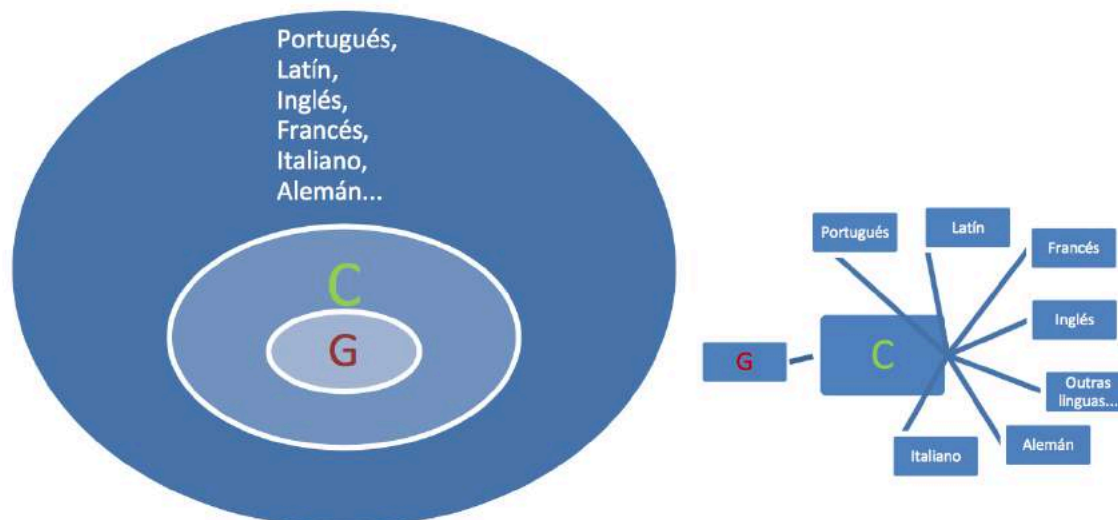 Portugués,
Latín,
Inglés,
Francés,
Italiano,
Alemán...
C
G
Portugués
Latín
Francés
Inglés
G
C
Outras
linguas...
Italiano
Alemán